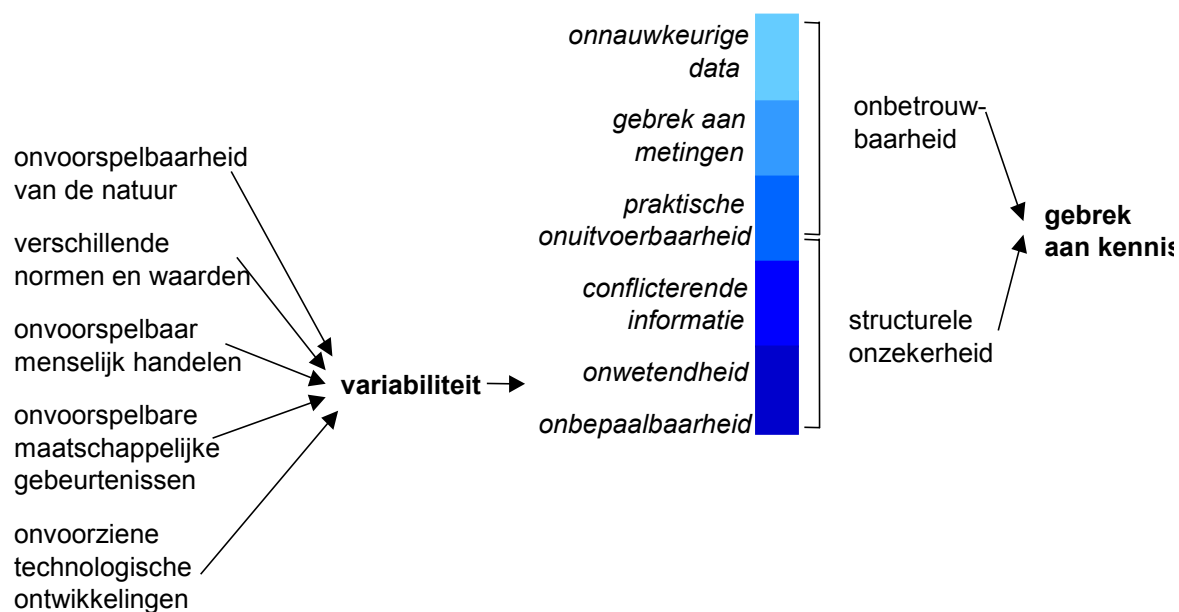 onvoorspelbaarheid
van de natuur
verschillende
normen en waarden
onvoorspelbaar
menselijk handelen
onvoorspelbare
maatschappelijke
gebeurtenissen
onvoorziene
technologische
ontwikkelingen
variabiliteit
onnauwkeurige
data
gebrek aan
metingen
praktische
onuitvoerbaarheid
conflicterende
informatie
onwetendheid
onbepaalbaarheid
onbetrouw-
baarheid
structurele
onzekerheid
gebrek
aan kennis